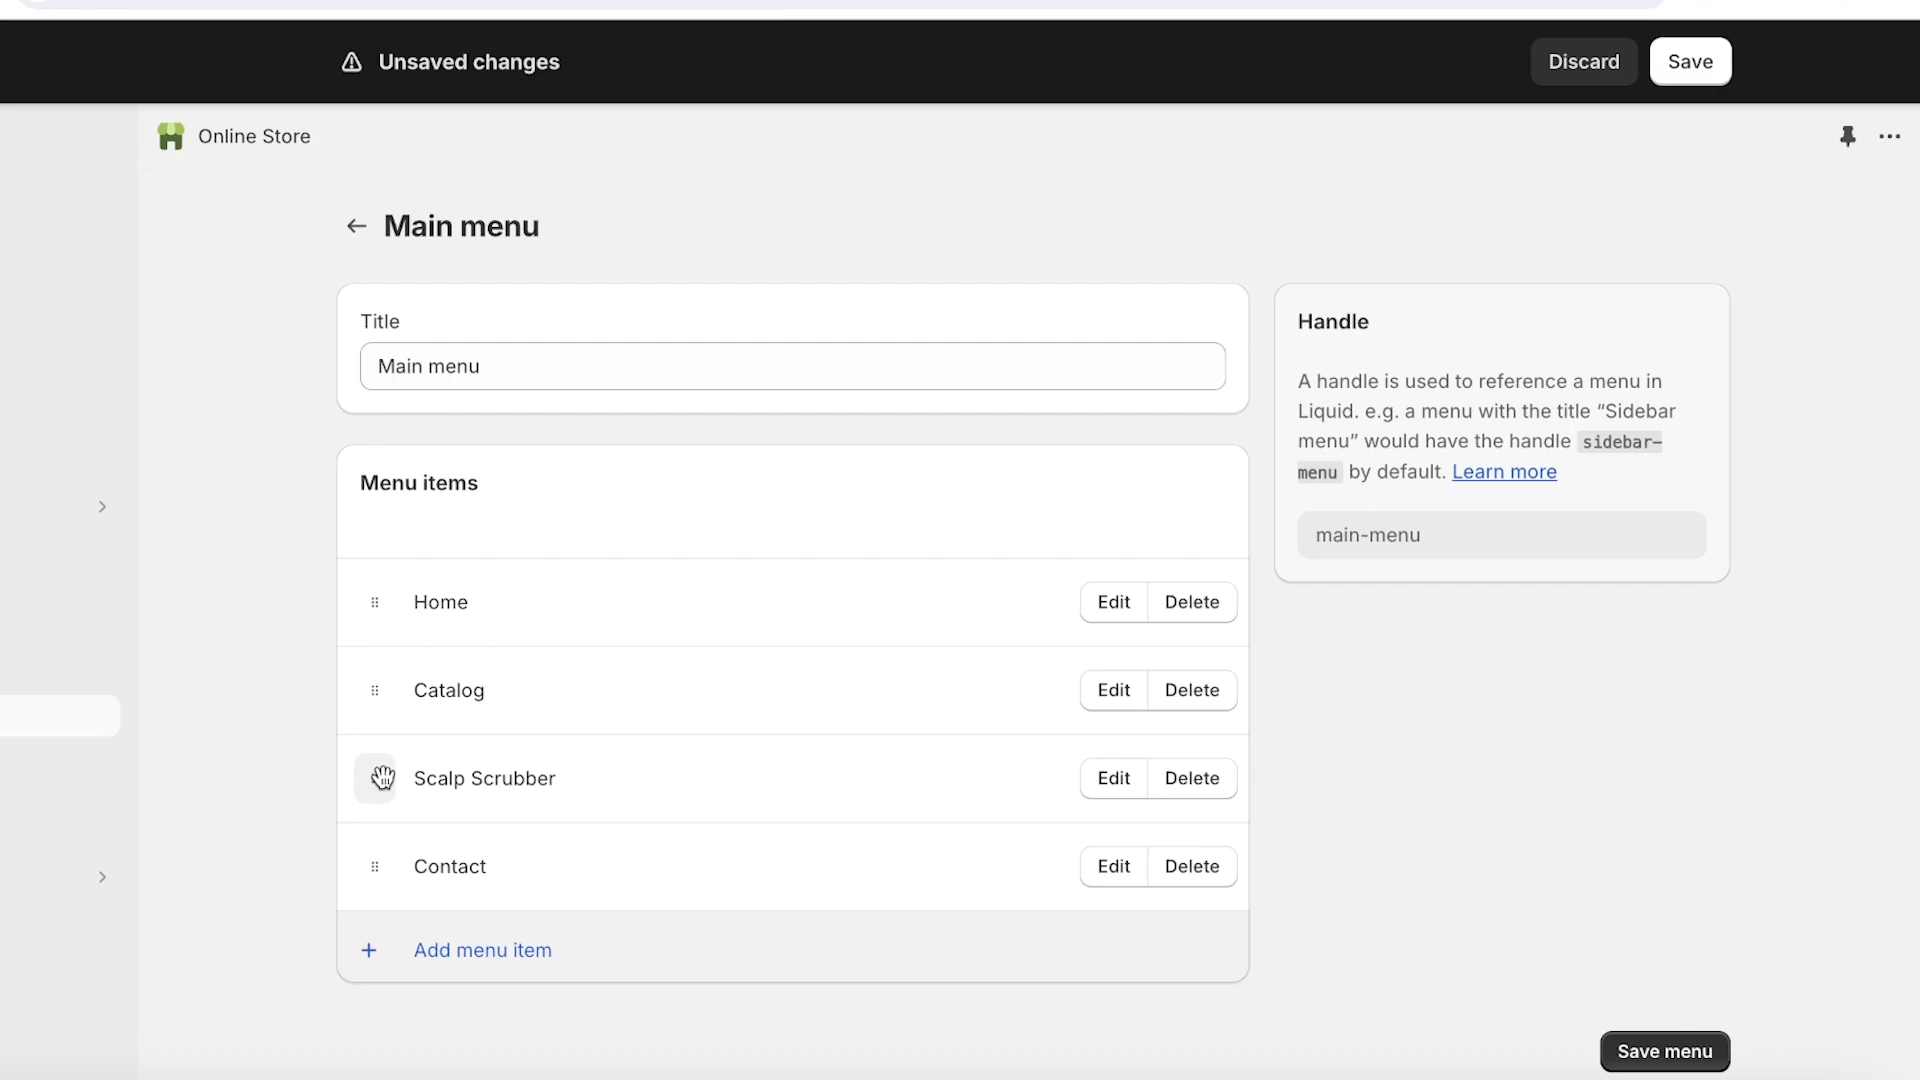 Unsaved changes
Discard
Save
Online Store
Main menu
Title
Main menu
Handle
A handle is used to reference a menu in
Liquid. e.g. a menu with the title “Sidebar
menu” would have the handle sidebar-
menu by default. Learn more
main-menu
Menu items
Home
Edit
Delete
Catalog
Edit
Delete
Scalp Scrubber
Edit
Delete
Contact
Edit
Delete
+ Add menu item
Save menu